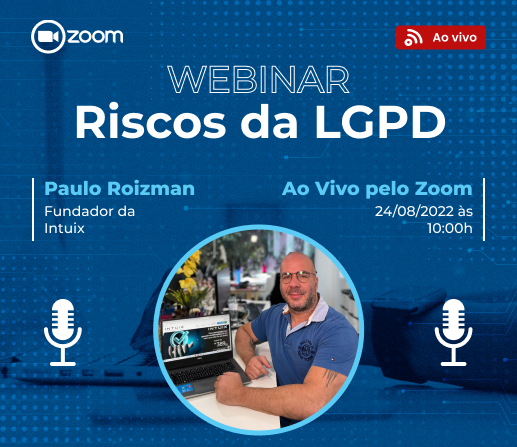 zoom
Ao vivo
WEBINAR
Riscos da LGPD
Paulo Roizman
Fundador da
Intuix
Ao Vivo pelo Zoom
24/08/2022 às
10:00h
INTUIX